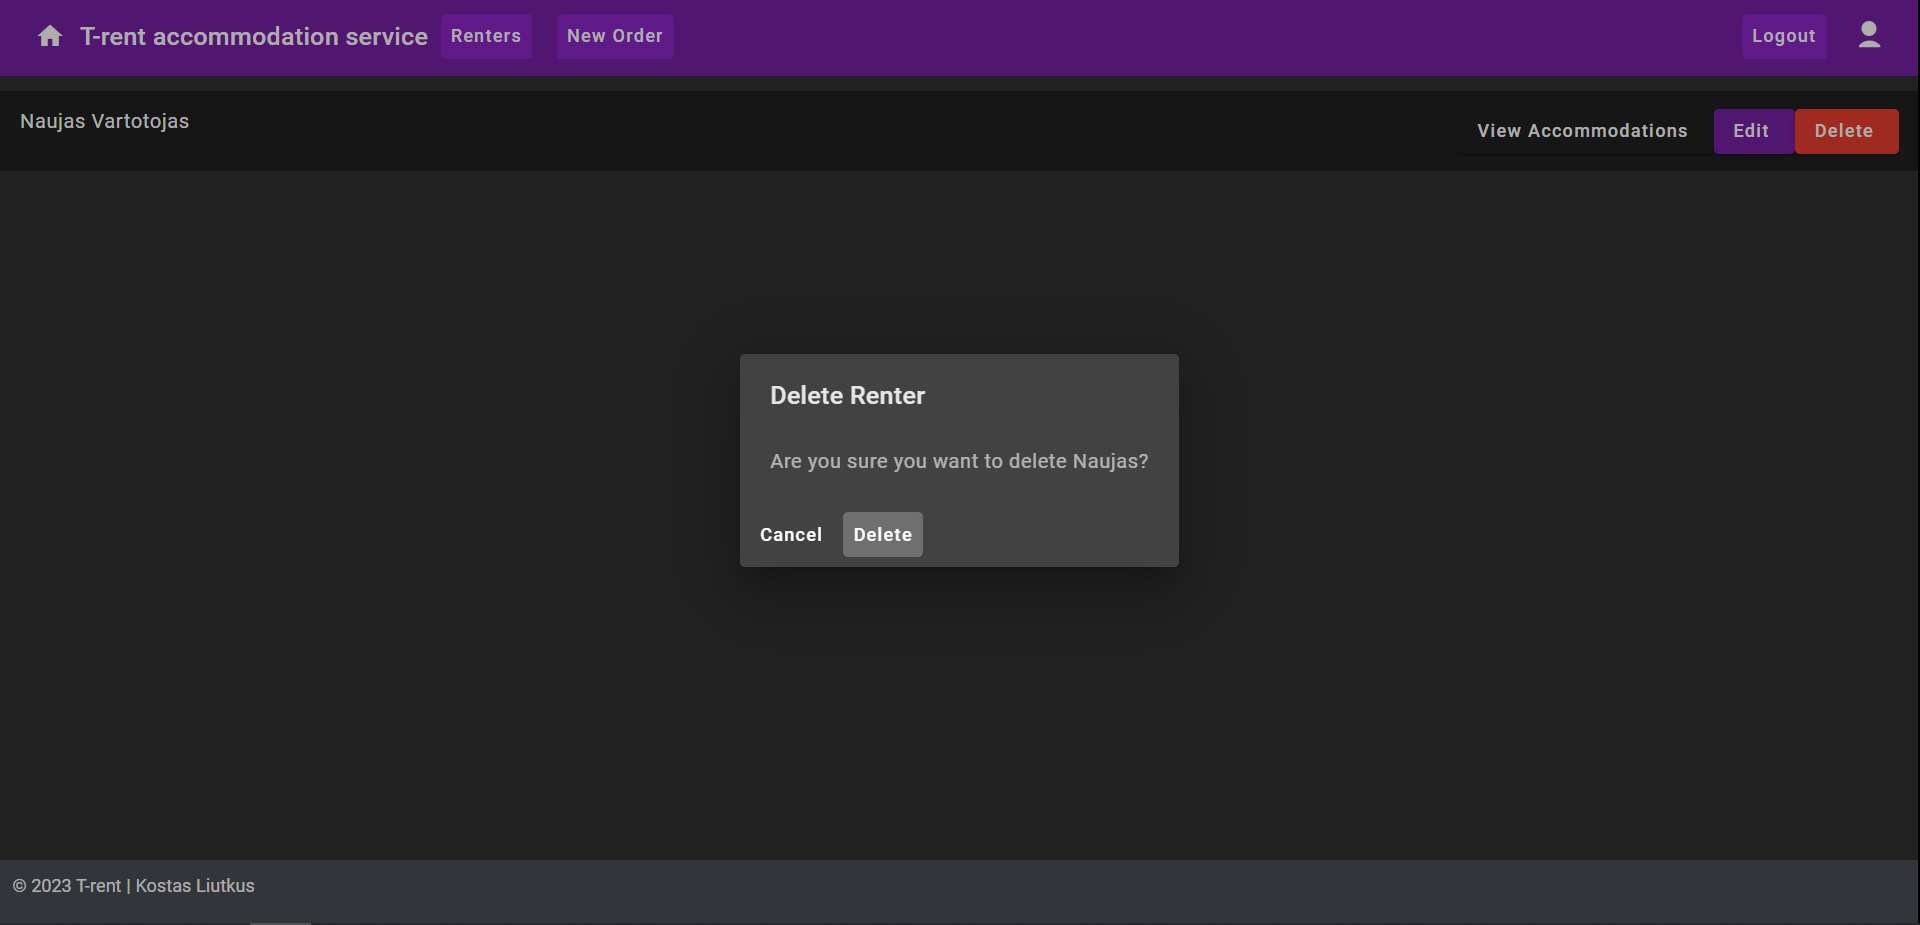 T-rent accommodation service Renters New Order Logout
Naujas Vartotojas
View Accommodations Edit Delete
Delete Renter
Are you sure you want to delete Naujas?
Cancel Delete
© 2023 T-rent | Kostas Liutkus